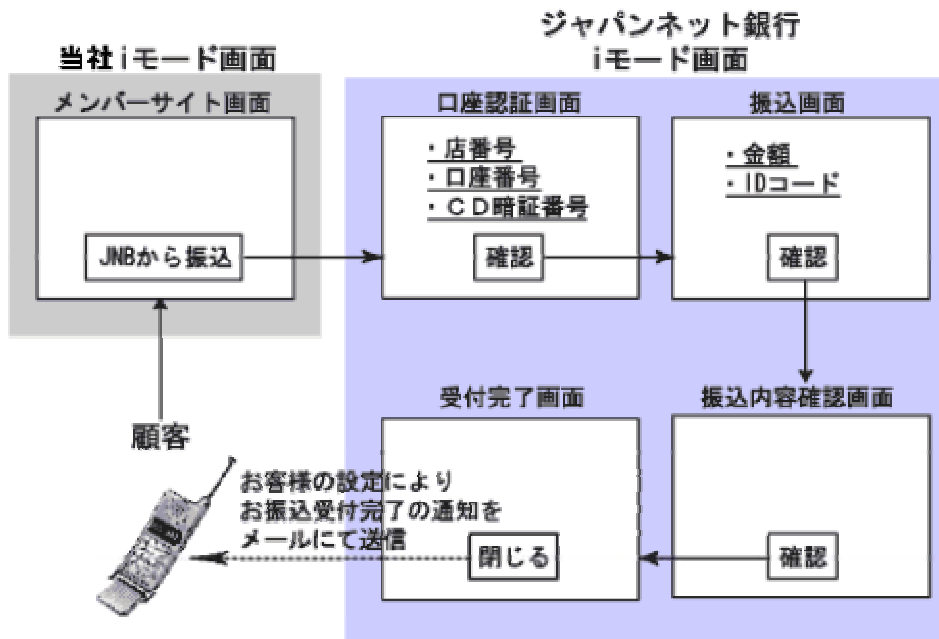 ジャパンネット銀行
iモード画面
当社iモード画面
メンバーサイト画面
JNBから振込
口座認証画面
・店番号
・口座番号
・CD暗証番号
確認
振込画面
・金額
・IDコード
確認
顧客
受付完了画面
閉じる
振込内容確認画面
確認
お客様の設定により
お振込受付完了の通知を
メールにて送信